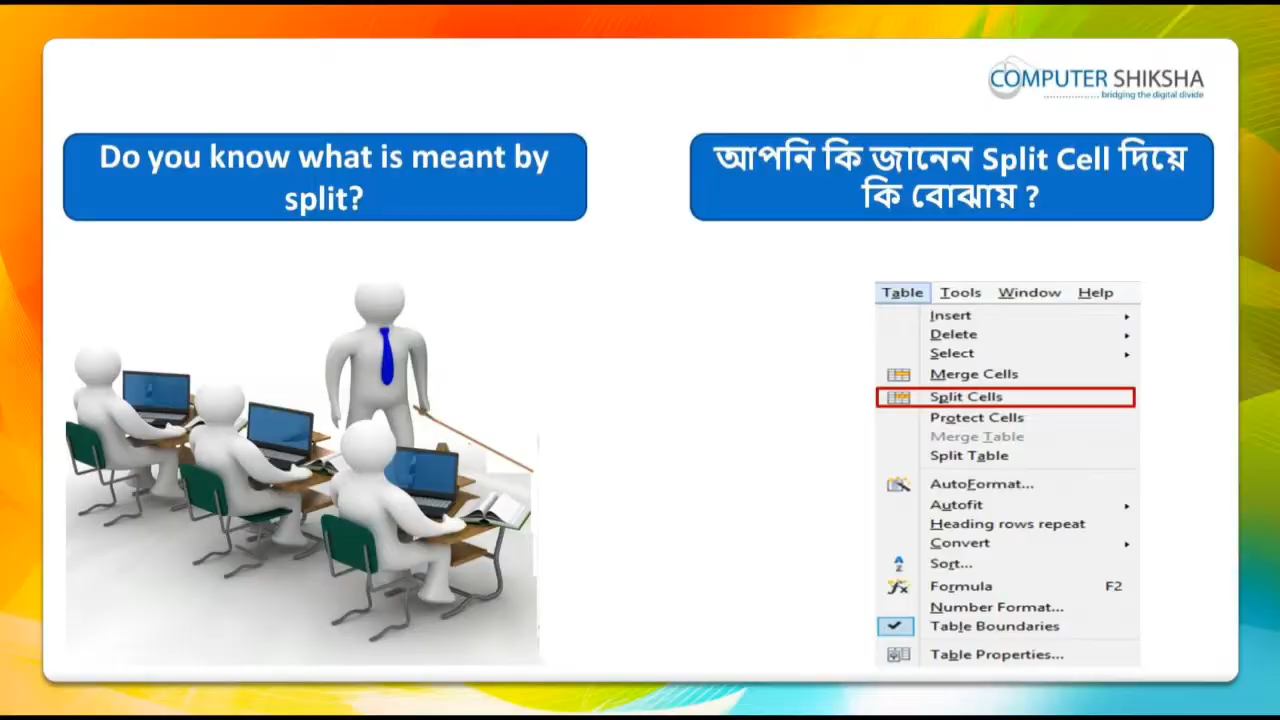 COMPUTER SHIKSHA
bridging the digital divide
Do you know what is meant by
split?
আপনি কি জানেন Split Cell দিয়ে
কি বোঝায় ?
Table Tools Window Help
Insert
Delete
Select
Merge Cells
Split Cells
Protect Cells
Merge Table
Split Table
AutoFormat...
Autofit
Heading rows repeat
Convert
Sort...
Formula F2
Number Format...
Table Boundaries
Table Properties...